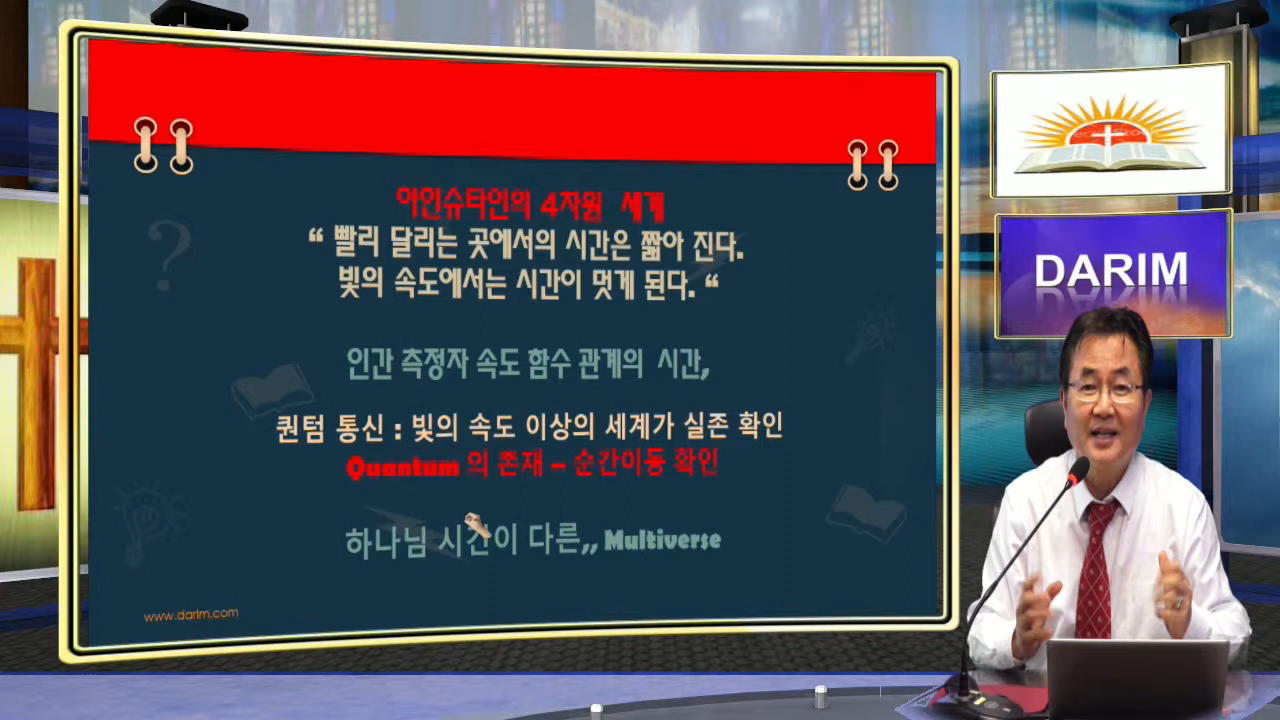 아인슈타인의 4차원 세계
“ 빨리 달리는 곳에서의 시간은 짧아 진다.
빛의 속도에서는 시간이 멋게 된다. “
인간 측정자 속도 함수 관계의 시간,
퀀텀 통신 : 빛의 속도 이상의 세계가 실존 확인
Quantum 의 존재 – 순간이동 확인
하나님 시간이 다른,, Multiverse
www.darim.com
DARIM